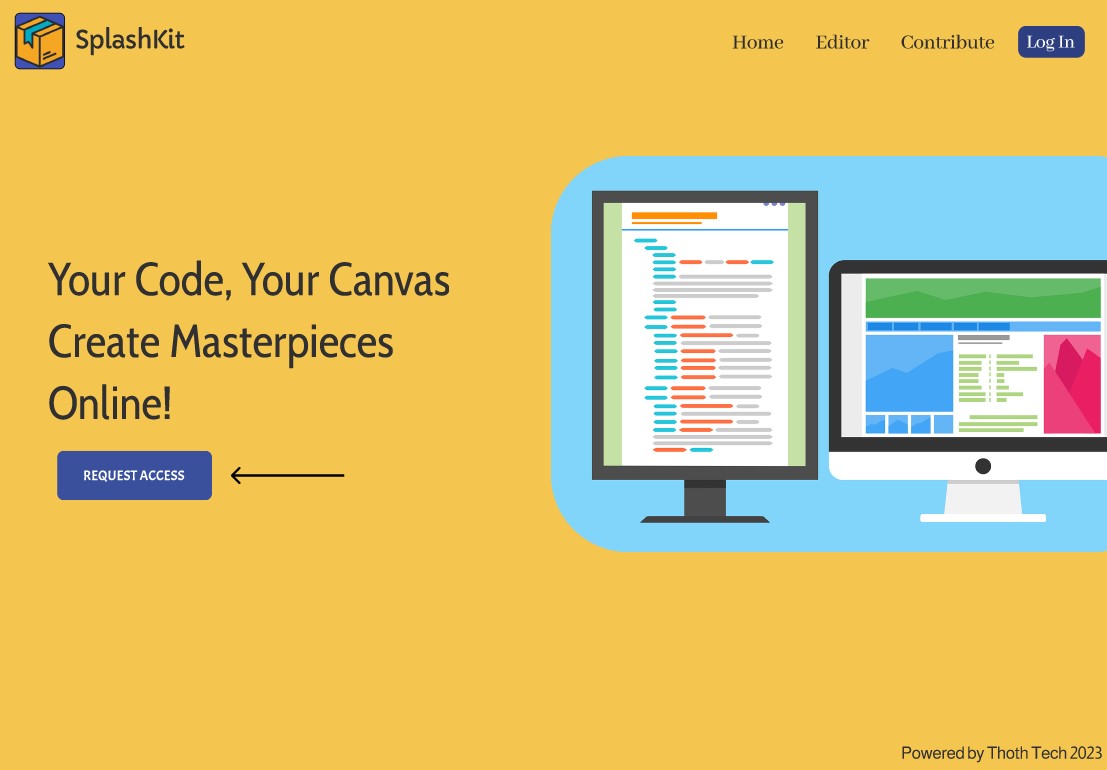 SplashKit
Home
Editor
Contribute
Log In
Your Code, Your Canvas
Create Masterpieces
Online!
REQUEST ACCESS
Powered by Thoth Tech 2023